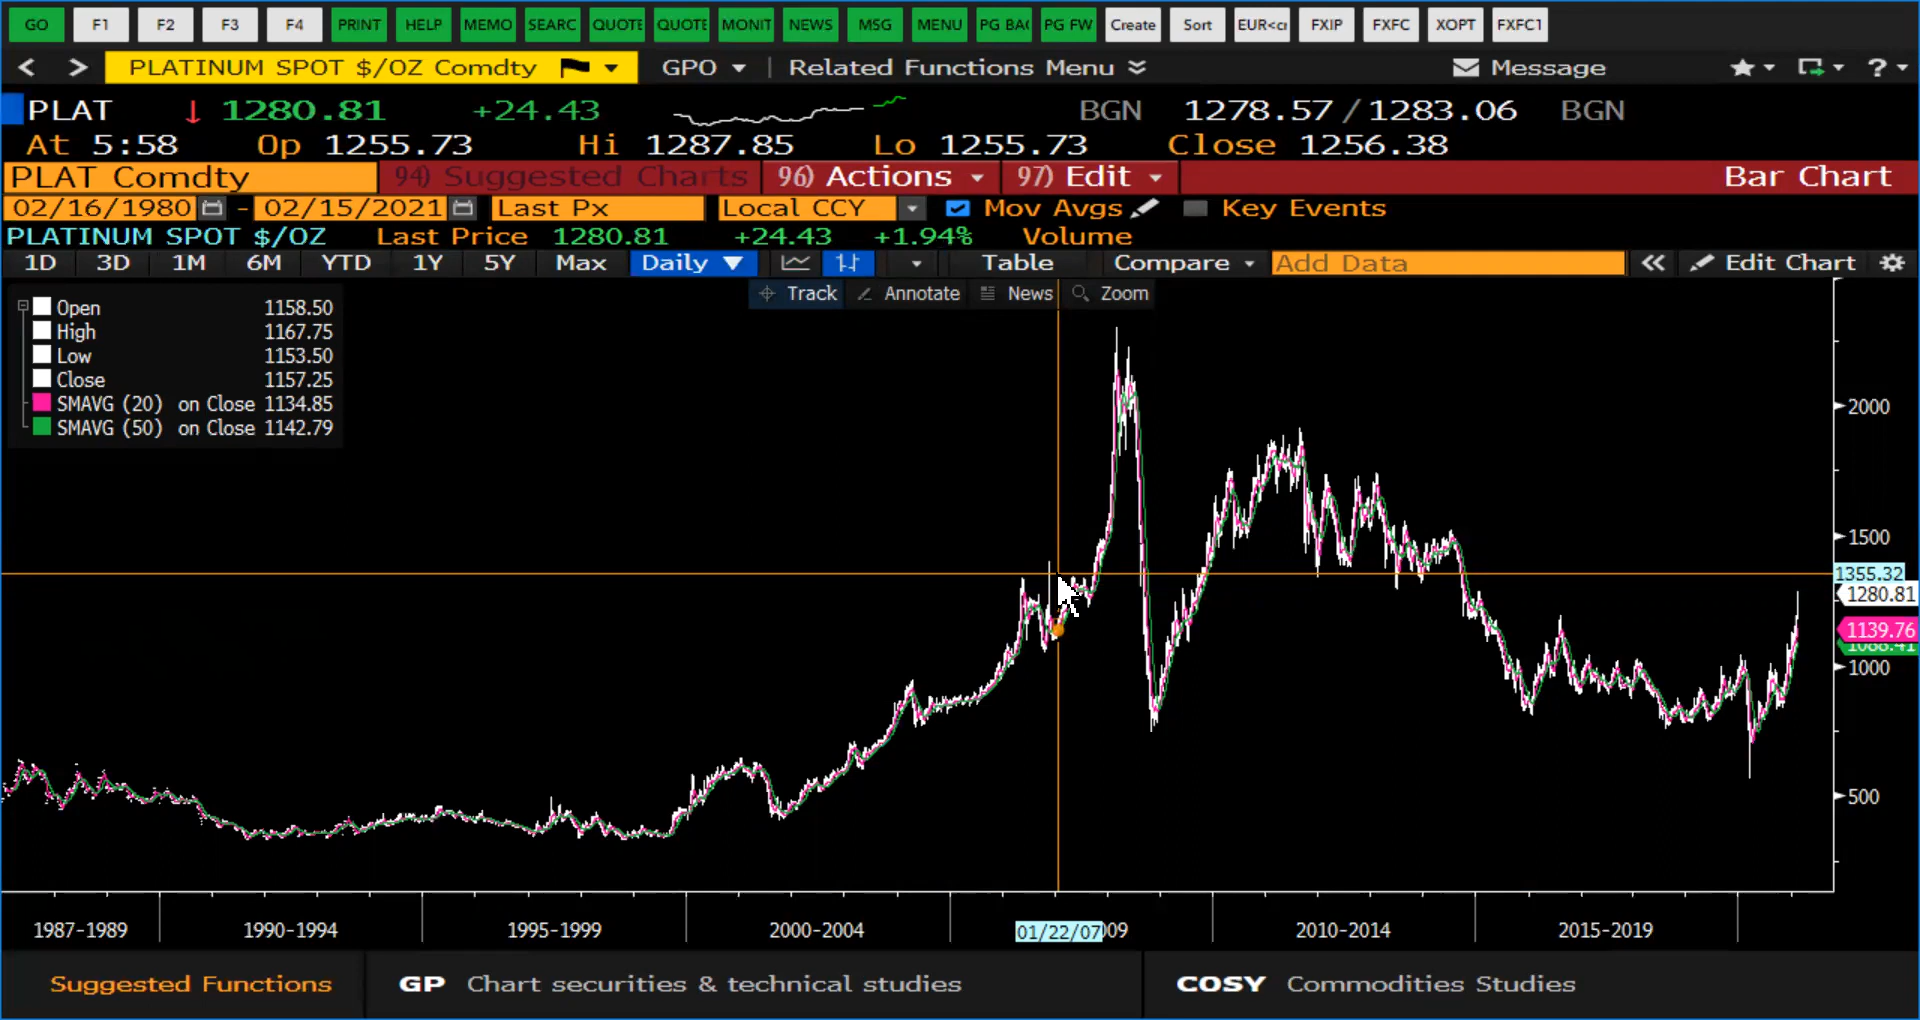 GO F1 F2 F3 F4 PRINT HELP MEMO SEARC QUOTE QUOTE MONIT NEWS MSG MENU PG BAC PG FW Create Sort EUR<cr FXIP FXFC XOPT FXFC1
< > PLATINUM SPOT $/OZ Comdty GPO | Related Functions Menu Message ?
PLAT ↓ 1280.81 +24.43 BGN 1278.57/1283.06 BGN
At 5:58 Op 1255.73 Hi 1287.85 Lo 1255.73 Close 1256.38
PLAT Comdty 94) Suggested Charts 96) Actions 97) Edit Bar Chart
02/16/1980 - 02/15/2021 Last Px Local CCY Mov Avgs Key Events
PLATINUM SPOT $/OZ Last Price 1280.81 +24.43 +1.94% Volume
1D 3D 1M 6M YTD 1Y 5Y Max Daily ▼ Table Compare Add Data « Edit Chart
Track Annotate News Zoom
Open 1158.50
High 1167.75
Low 1153.50
Close 1157.25
SMAVG (20) on Close 1134.85
SMAVG (50) on Close 1142.79
2000
1500
1355.32
1280.81
1139.76
1088.41
1000
500
1987-1989 1990-1994 1995-1999 2000-2004 01/22/07 09 2010-2014 2015-2019
Suggested Functions GP Chart securities & technical studies COSY Commodities Studies